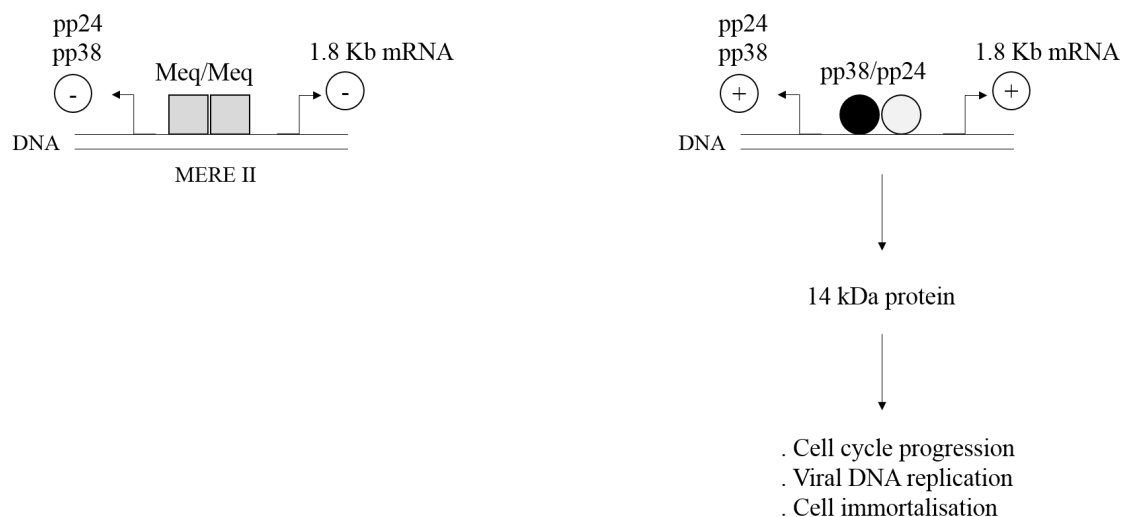 pp24
pp38
1.8 Kb mRNA
Meq/Meq
-
-
DNA
MERE II
pp24
pp38
1.8 Kb mRNA
pp38/pp24
+
+
DNA
14 kDa protein
. Cell cycle progression
. Viral DNA replication
. Cell immortalisation